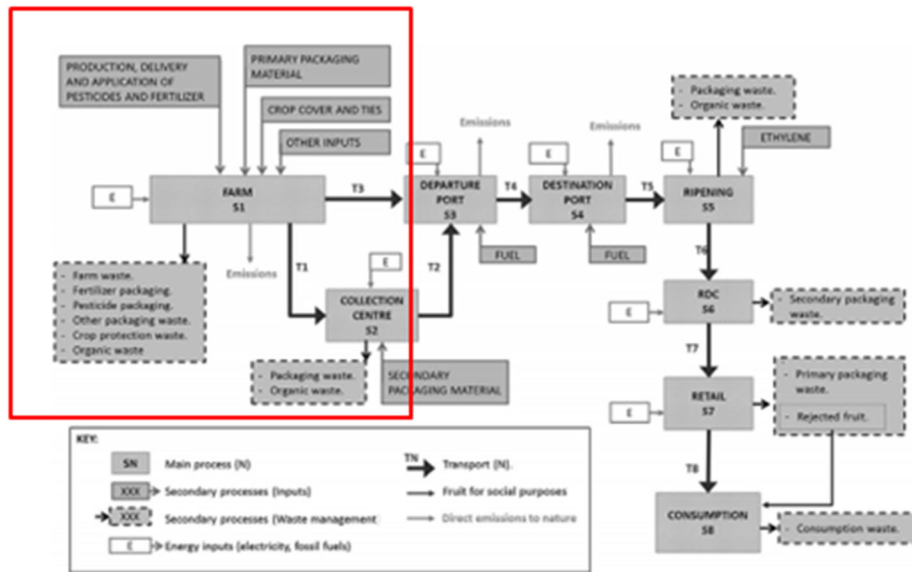 PRODUCTION, DELIVERY
AND APPLICATION OF
PESTICIDES AND FERTILIZER
PRIMARY PACKAGING
MATERIAL
CROP COVER AND TIES
OTHER INPUTS
E
FARM
S1
T3
Emissions
- Farm waste.
- Fertilizer packaging.
- Pesticide packaging.
- Other packaging waste.
- Crop protection waste.
- Organic waste
T1
E
COLLECTION
CENTRE
S2
T2
- Packaging waste.
- Organic waste.
SECONDARY
PACKAGING MATERIAL
E
Emissions
DEPARTURE
PORT
S3
FUEL
T4
E
Emissions
DESTINATION
PORT
S4
FUEL
T5
- Packaging waste.
- Organic waste.
E
ETHYLENE
RIPENING
S5
T6
E
RDC
S6
- Secondary packaging
waste.
T7
E
RETAIL
S7
- Primary packaging
waste.
- Rejected fruit.
T8
CONSUMPTION
S8
- Consumption waste.
KEY:
SN
Main process (N)
XXX
Secondary processes (Inputs)
XXX
Secondary processes (Waste management)
E
Energy inputs (electricity, fossil fuels)
TN
Transport (N).
Fruit for social purposes
Direct emissions to nature